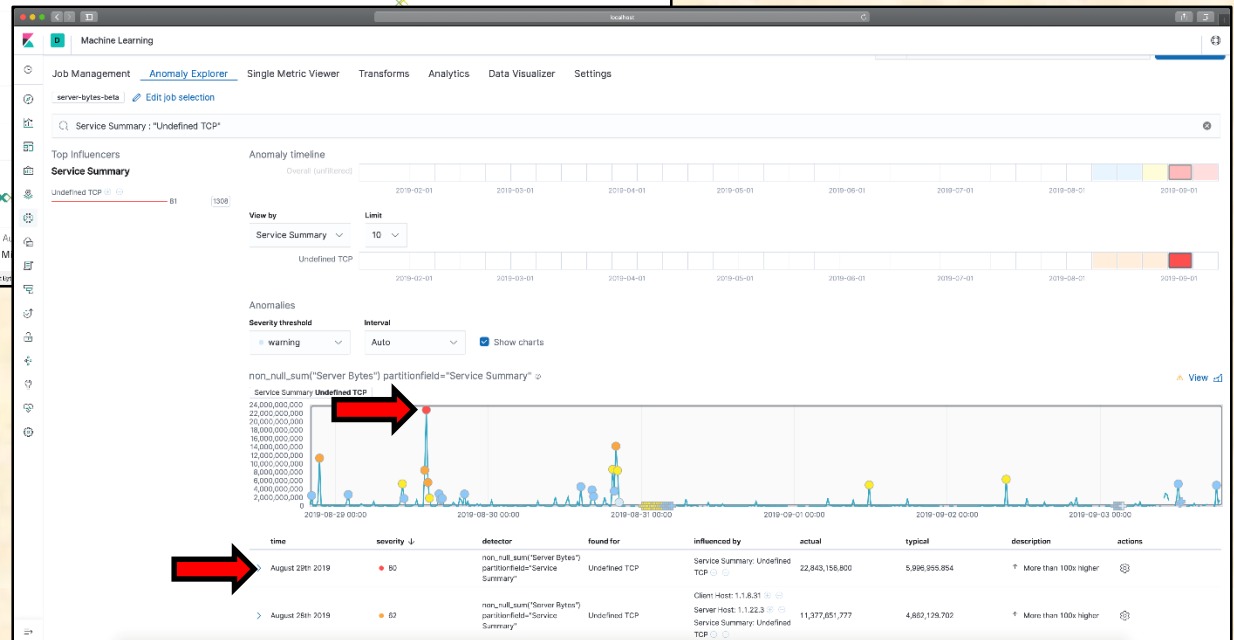 localhost
D Machine Learning
Job Management Anomaly Explorer Single Metric Viewer Transforms Analytics Data Visualizer Settings
server-bytes-beta Edit job selection
Service Summary : "Undefined TCP"
Top Influencers
Service Summary
Undefined TCP
81 1308
Anomaly timeline
Overall (unfiltered)
2019-02-01 2019-03-01 2019-04-01 2019-05-01 2019-06-01 2019-07-01 2019-08-01 2019-09-01
View by Limit
Service Summary 10
Undefined TCP
2019-02-01 2019-03-01 2019-04-01 2019-05-01 2019-06-01 2019-07-01 2019-08-01 2019-09-01
Anomalies
Severity threshold Interval
warning Auto Show charts
non_null_sum("Server Bytes") partitionfield="Service Summary"
View
Service Summary Undefined TCP
24,000,000,000
22,000,000,000
20,000,000,000
18,000,000,000
16,000,000,000
14,000,000,000
12,000,000,000
10,000,000,000
8,000,000,000
6,000,000,000
4,000,000,000
2,000,000,000
0
2019-08-29 00:00 2019-08-30 00:00 2019-08-31 00:00 2019-09-01 00:00 2019-09-02 00:00 2019-09-03 00:00
time severity detector found for influenced by actual typical description actions
August 29th 2019 80 non_null_sum("Server Bytes") partitionfield="Service Summary" Undefined TCP Service Summary: Undefined TCP 22,843,156,800 5,996,955.854 More than 100x higher
August 28th 2019 62 non_null_sum("Server Bytes") partitionfield="Service Summary" Undefined TCP Client Host: 1.1.8.31 Server Host: 1.1.22.3 Service Summary: Undefined TCP 11,377,651,777 4,862,129.702 More than 100x higher